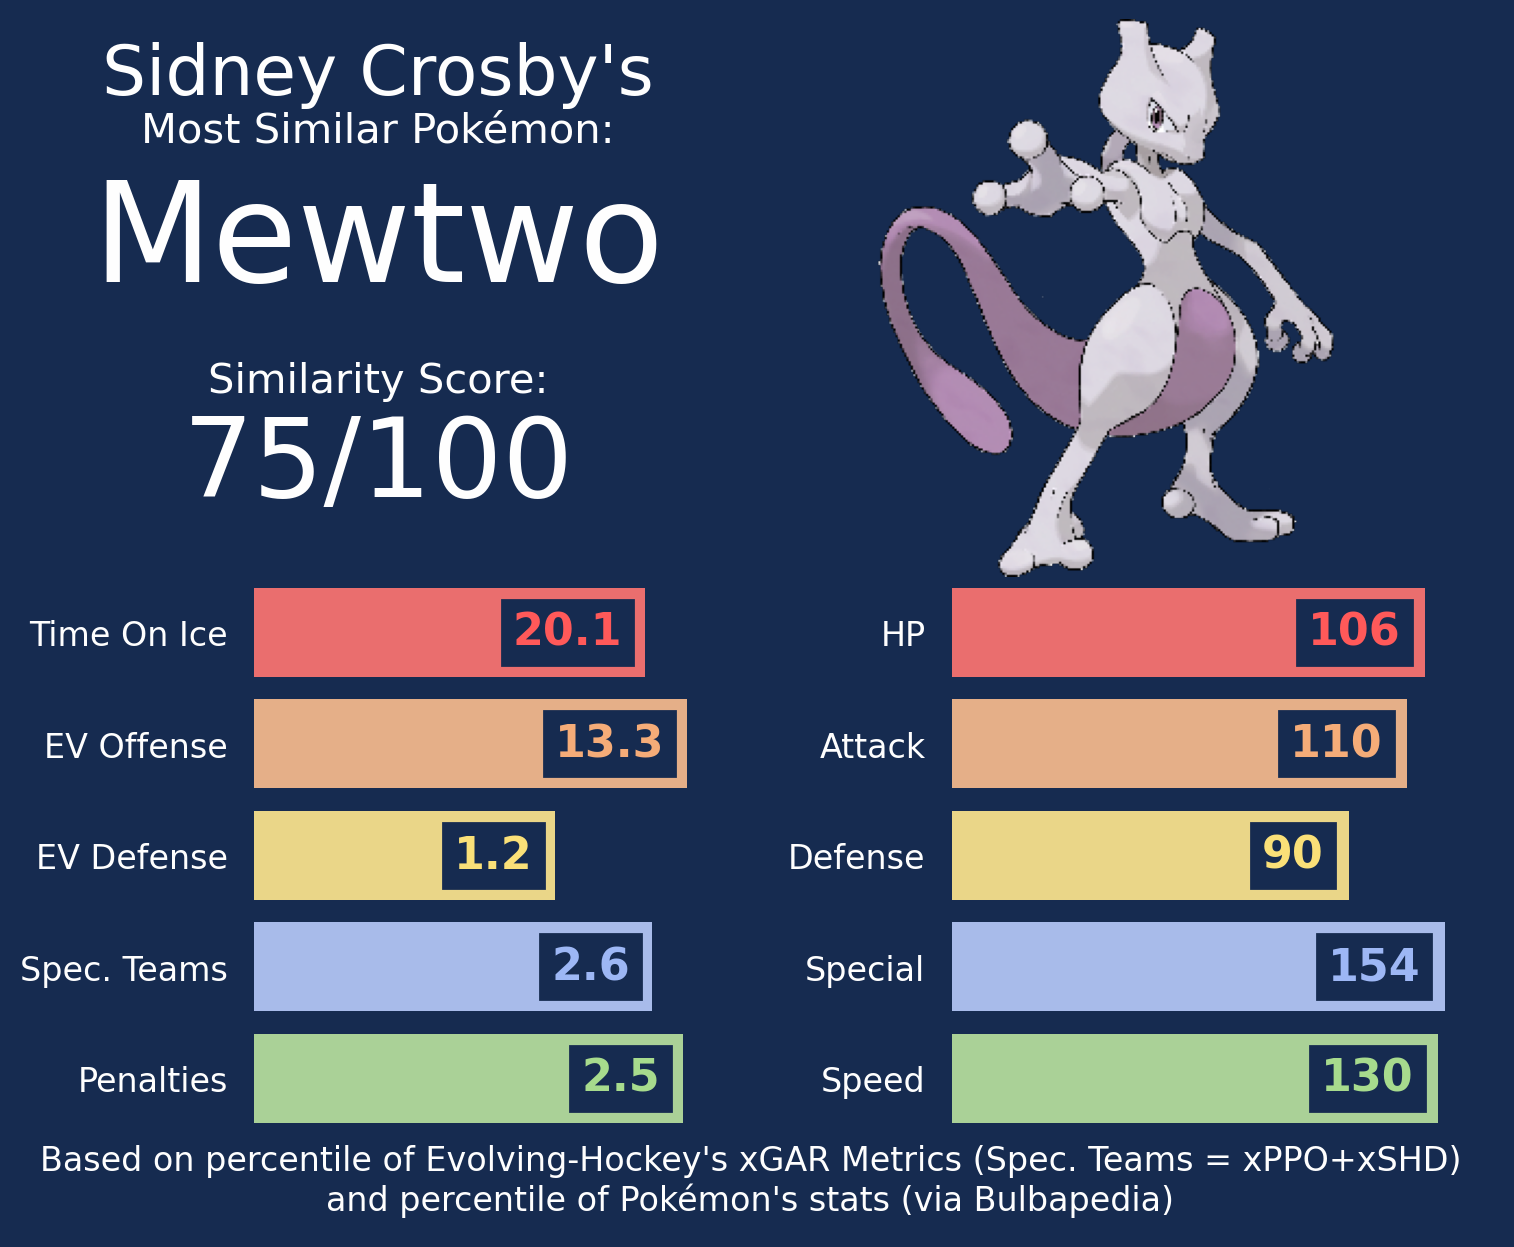 Sidney Crosby's
Most Similar Pokémon:
Mewtwo
Similarity Score:
75/100
Time On Ice 20.1
EV Offense 13.3
EV Defense 1.2
Spec. Teams 2.6
Penalties 2.5
HP 106
Attack 110
Defense 90
Special 154
Speed 130
Based on percentile of Evolving-Hockey's xGAR Metrics (Spec. Teams = xPPO+xSHD)
and percentile of Pokémon's stats (via Bulbapedia)